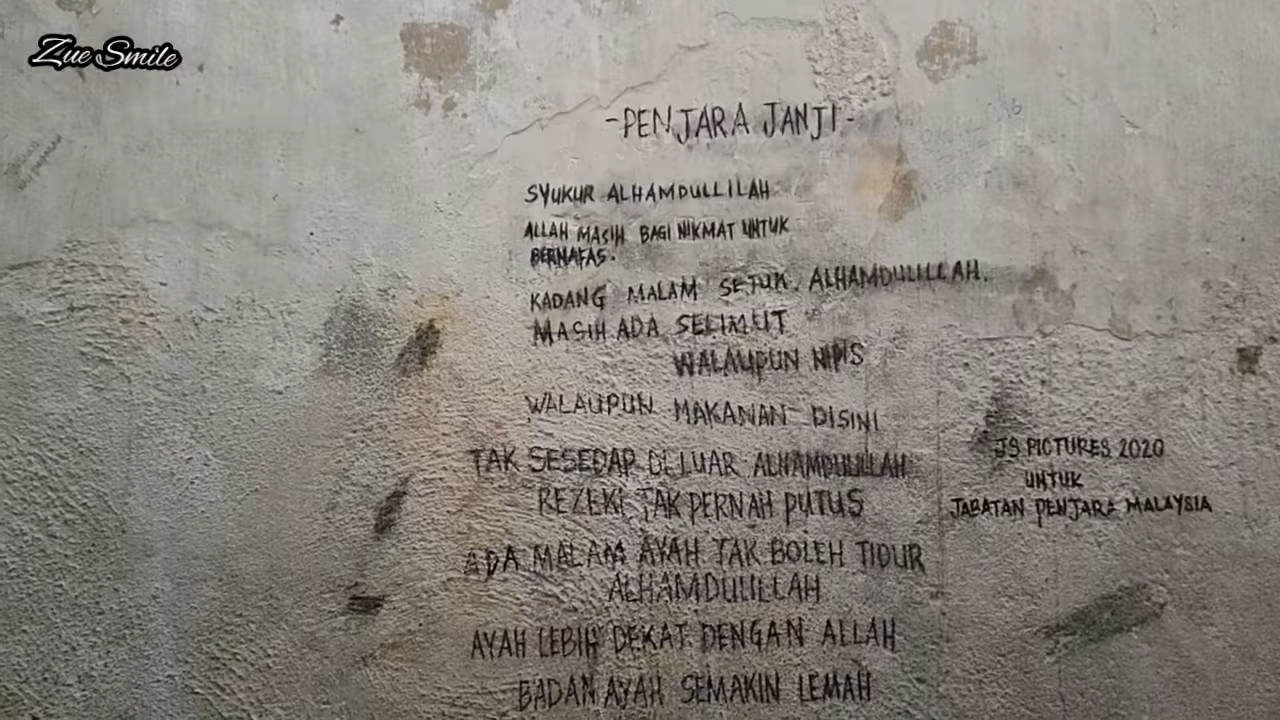 Zue Smile
-PENJARA JANJI-
SYUKUR ALHAMDULLILAH
ALLAH MASIH BAGI NIKMAT UNTUK
BERNAFAS.
KADANG MALAM SEJUK. ALHAMDULILLAH.
MASIH ADA SELIMUT
WALAUPUN NIPIS
WALAUPUN MAKANAN DISINI
TAK SESEDAP DI LUAR ALHAMDULILLAH
REZEKI TAK PERNAH PUTUS
ADA MALAM AYAH TAK BOLEH TIDUR
ALHAMDULILLAH
AYAH LEBIH DEKAT DENGAN ALLAH
BADAN AYAH SEMAKIN LEMAH
JS PICTURES 2020
UNTUK
JABATAN PENJARA MALAYSIA